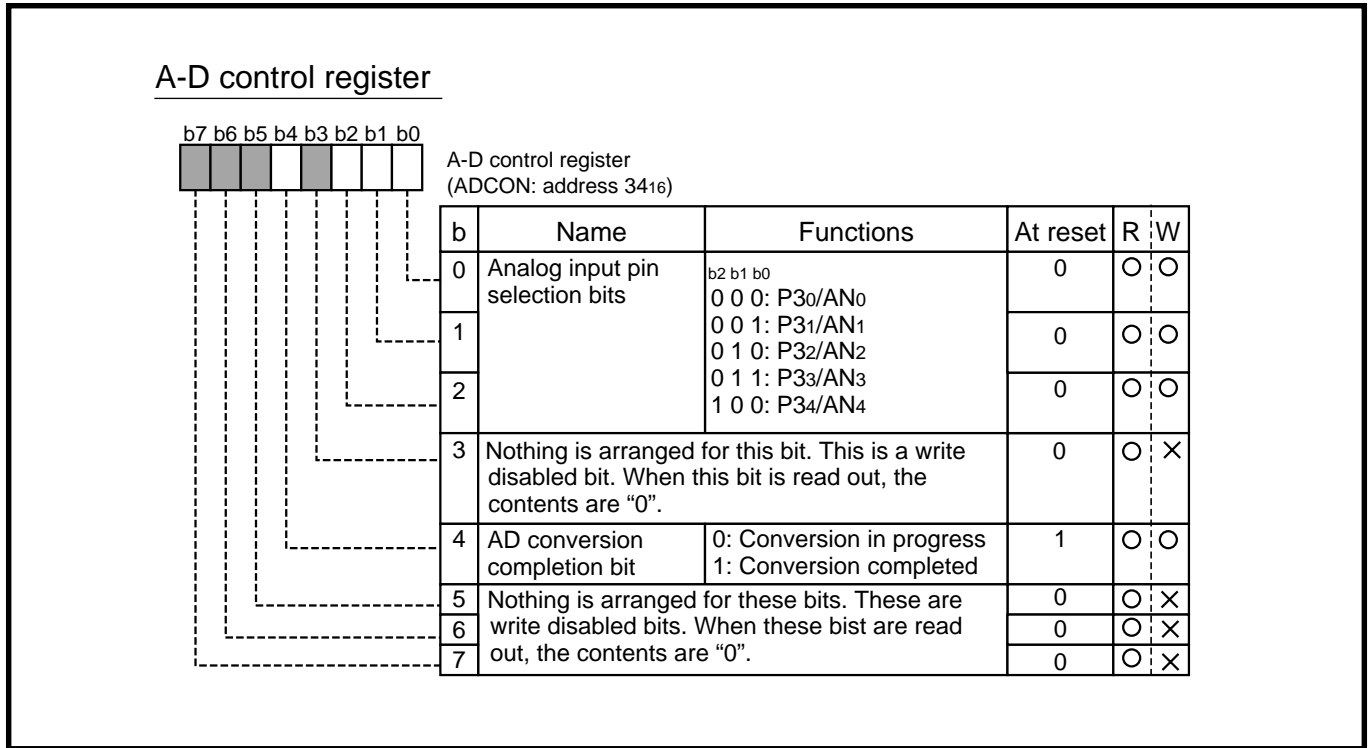 A-D control register
b7 b6 b5 b4 b3 b2 b1 b0
A-D control register
(ADCON: address 3416)
b Name Functions At reset R W
0 Analog input pin selection bits b2 b1 b0 0
0 0 0: P30/AN0
1 0 0 1: P31/AN1 0
0 1 0: P32/AN2
2 0 1 1: P33/AN3 0
1 0 0: P34/AN4
3 Nothing is arranged for this bit. This is a write 0 ×
disabled bit. When this bit is read out, the
contents are “0”.
4 AD conversion 0: Conversion in progress 1
completion bit 1: Conversion completed
5 Nothing is arranged for these bits. These are 0 ×
6 write disabled bits. When these bist are read 0 ×
7 out, the contents are “0”. 0 ×